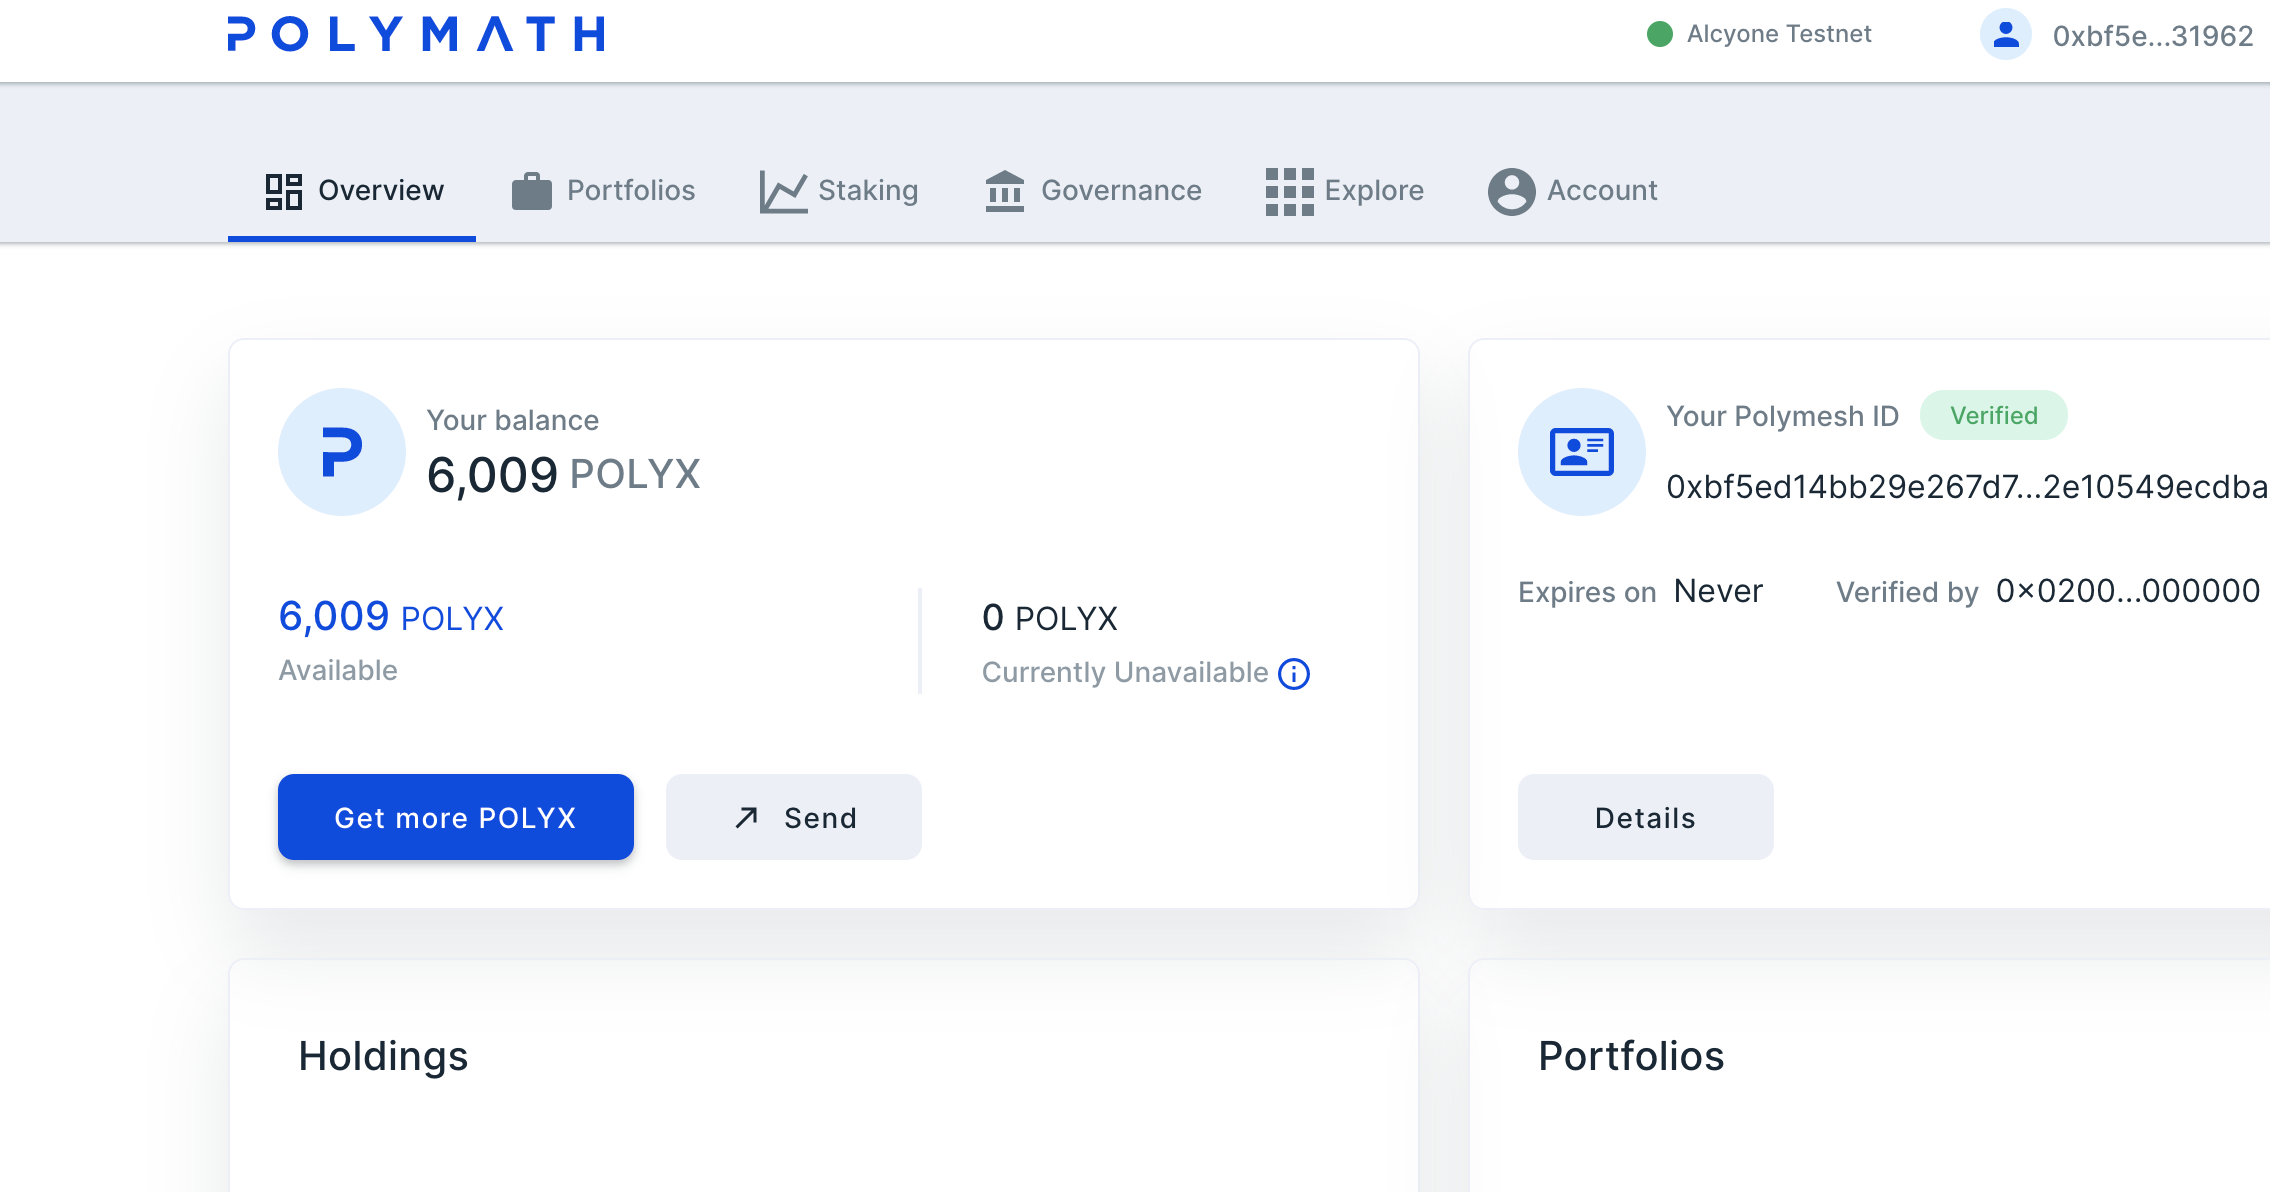 POLYMATH
Alcyone Testnet
0xbf5e...31962
Overview
Portfolios
Staking
Governance
Explore
Account
Your balance
6,009 POLYX
6,009 POLYX
Available
0 POLYX
Currently Unavailable
Get more POLYX
Send
Your Polymesh ID
Verified
0xbf5ed14bb29e267d7...2e10549ecdba
Expires on Never
Verified by 0×0200...000000
Details
Holdings
Portfolios